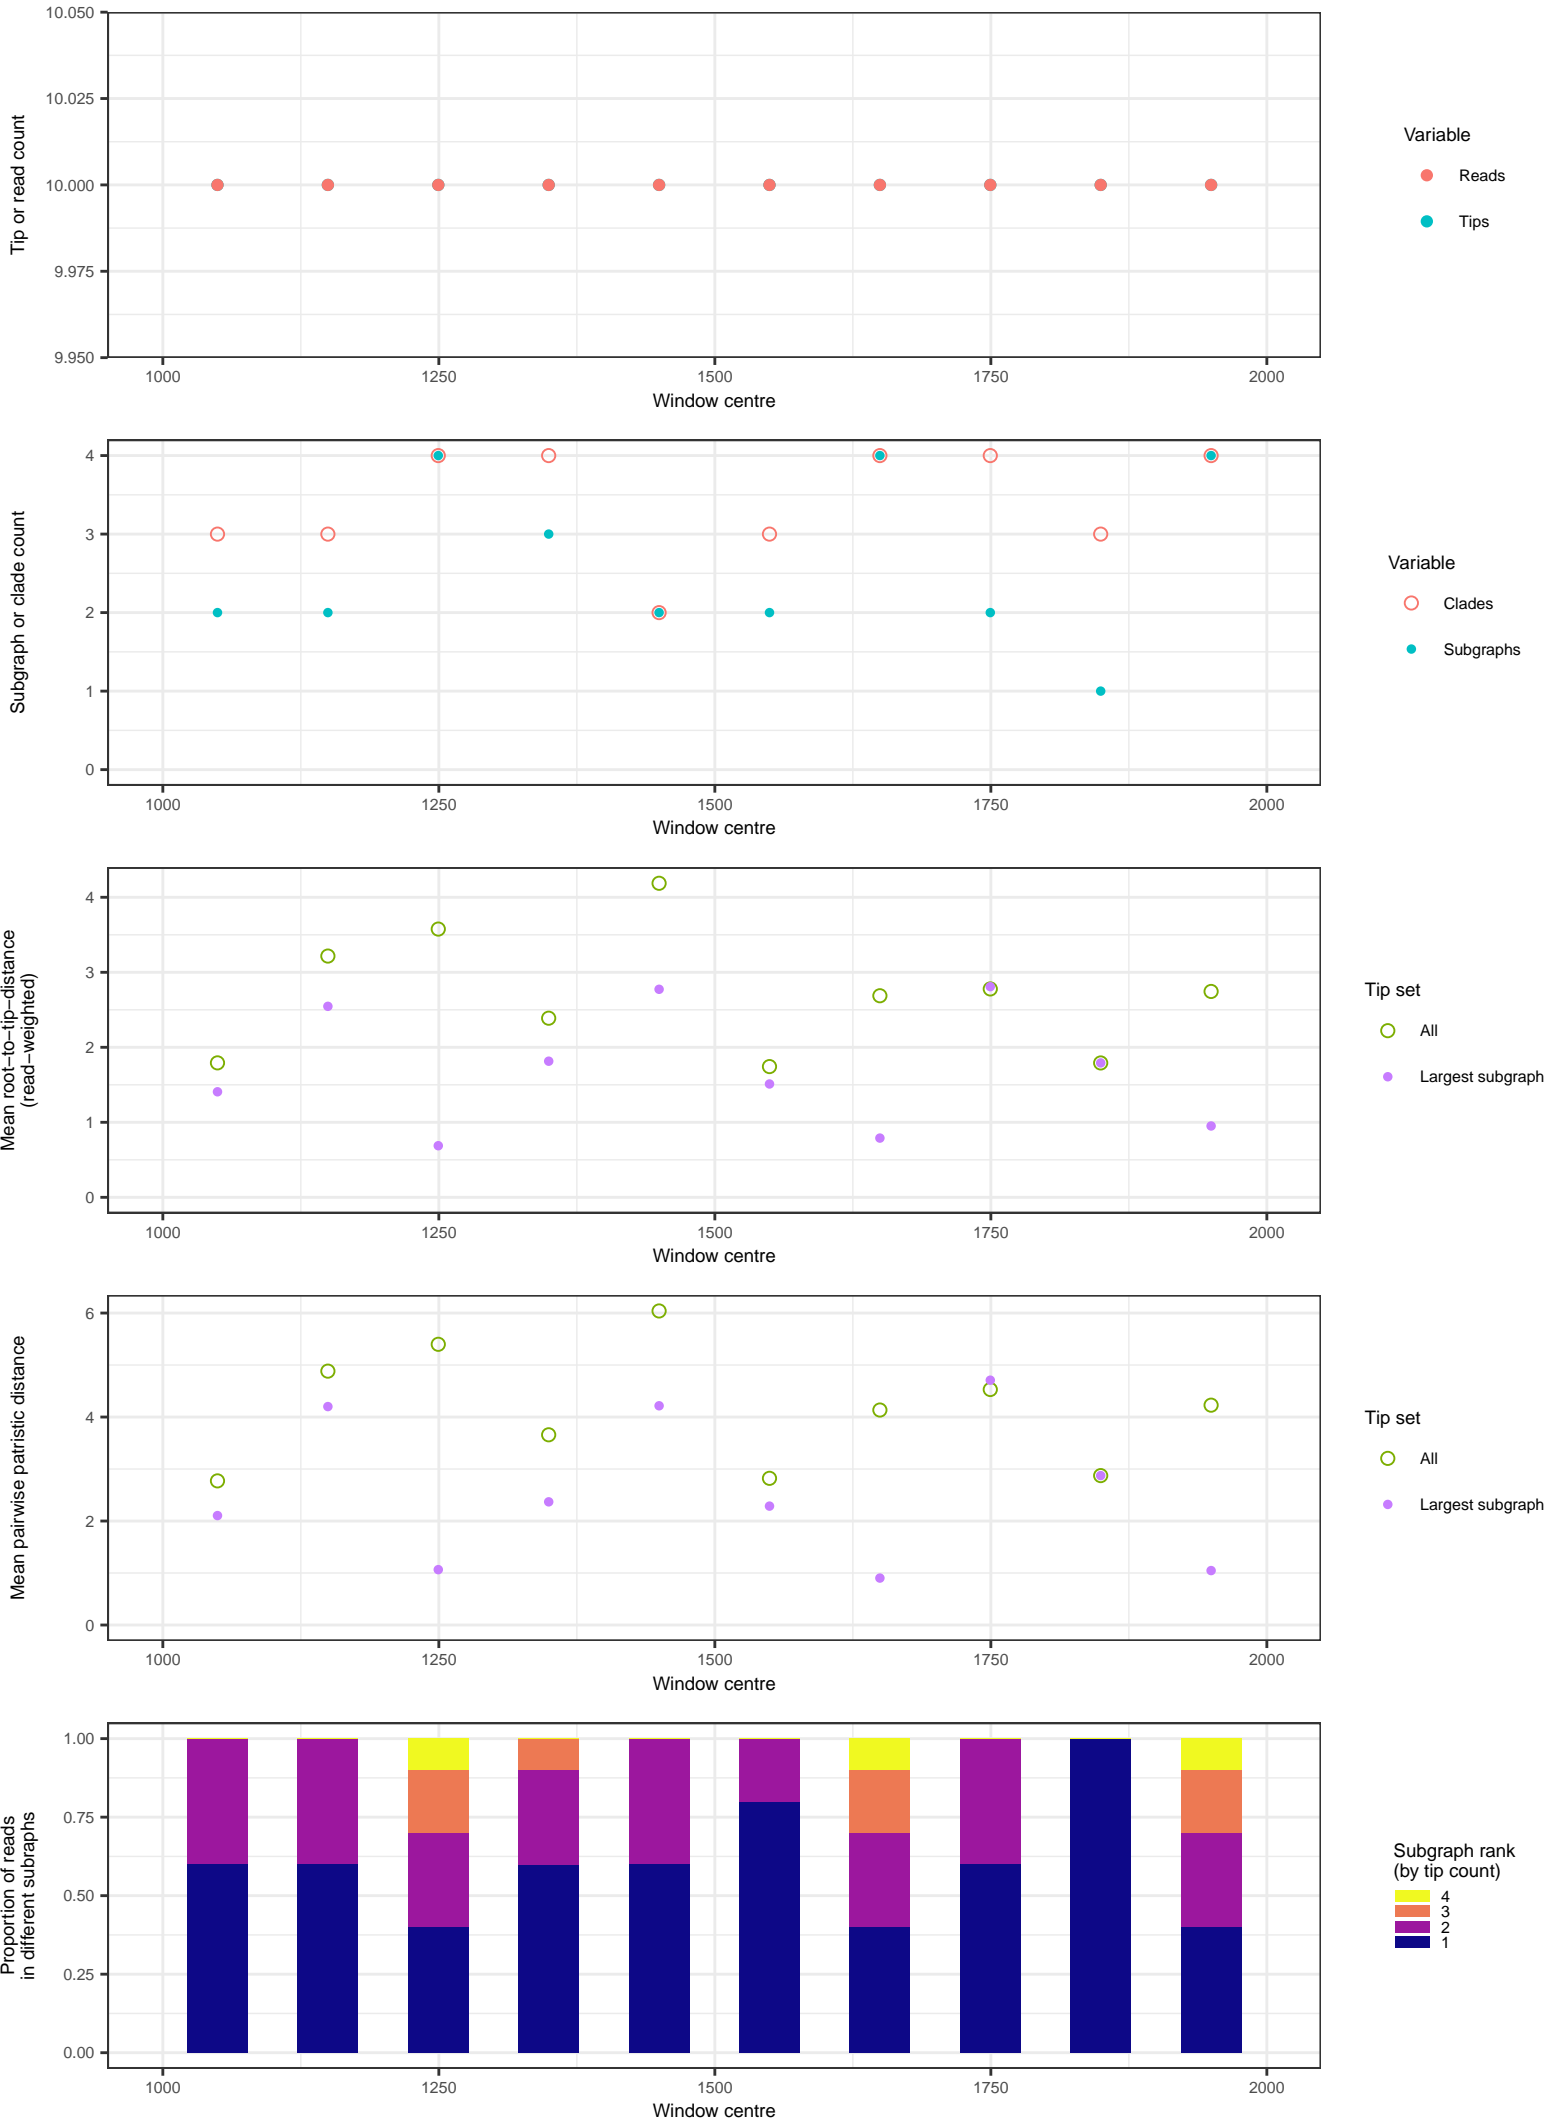 10.050
10.025
10.000
9.975
9.950
Tip or read count
1000 1250 1500 1750 2000
Window centre
Variable
Reads
Tips
4
3
2
1
0
Subgraph or clade count
1000 1250 1500 1750 2000
Window centre
Variable
Clades
Subgraphs
4
3
2
1
0
Mean root−to−tip−distance
(read−weighted)
1000 1250 1500 1750 2000
Window centre
Tip set
All
Largest subgraph
6
4
2
0
Mean pairwise patristic distance
1000 1250 1500 1750 2000
Window centre
Tip set
All
Largest subgraph
1.00
0.75
0.50
0.25
0.00
Proportion of reads
in different subraphs
1000 1250 1500 1750 2000
Window centre
Subgraph rank
(by tip count)
4
3
2
1